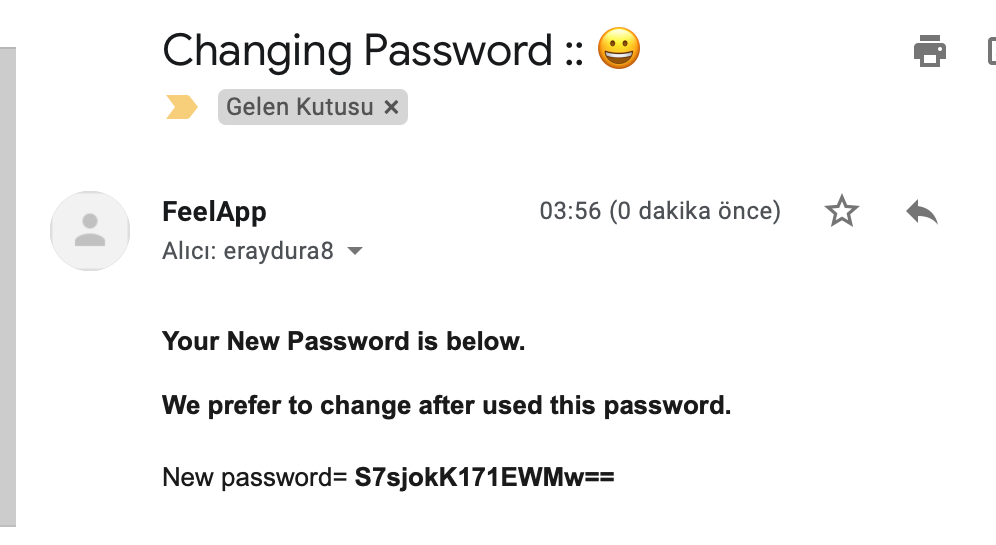 Changing Password :: 😀
Gelen Kutusu ×
FeelApp
03:56 (0 dakika önce)
Alıcı: eraydura8
Your New Password is below.
We prefer to change after used this password.
New password= S7sjokK171EWMw==